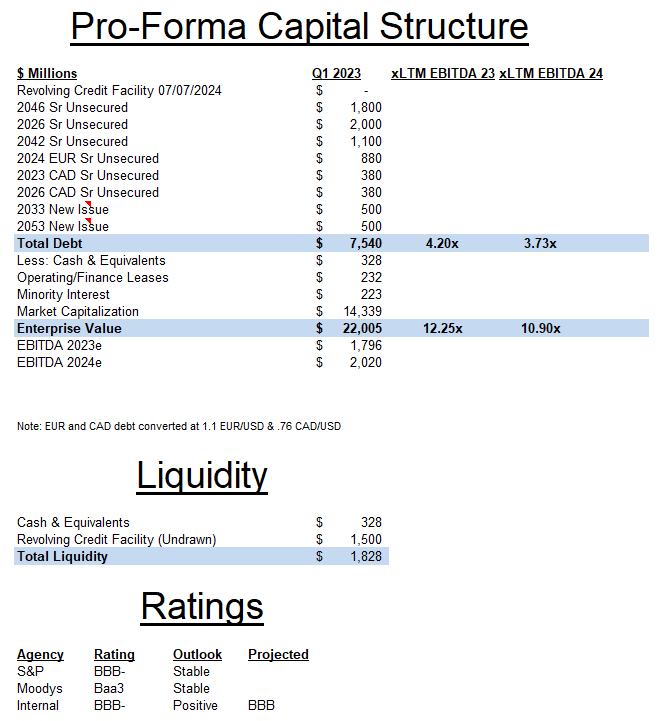 Pro-Forma Capital Structure
$ Millions Q1 2023 xLTM EBITDA 23 xLTM EBITDA 24
Revolving Credit Facility 07/07/2024 $ -
2046 Sr Unsecured $ 1,800
2026 Sr Unsecured $ 2,000
2042 Sr Unsecured $ 1,100
2024 EUR Sr Unsecured $ 880
2023 CAD Sr Unsecured $ 380
2026 CAD Sr Unsecured $ 380
2033 New Issue $ 500
2053 New Issue $ 500
Total Debt $ 7,540 4.20x 3.73x
Less: Cash & Equivalents $ 328
Operating/Finance Leases $ 232
Minority Interest $ 223
Market Capitalization $ 14,339
Enterprise Value $ 22,005 12.25x 10.90x
EBITDA 2023e $ 1,796
EBITDA 2024e $ 2,020
Note: EUR and CAD debt converted at 1.1 EUR/USD & .76 CAD/USD
Liquidity
Cash & Equivalents $ 328
Revolving Credit Facility (Undrawn) $ 1,500
Total Liquidity $ 1,828
Ratings
Agency Rating Outlook Projected
S&P BBB- Stable
Moodys Baa3 Stable
Internal BBB- Positive BBB